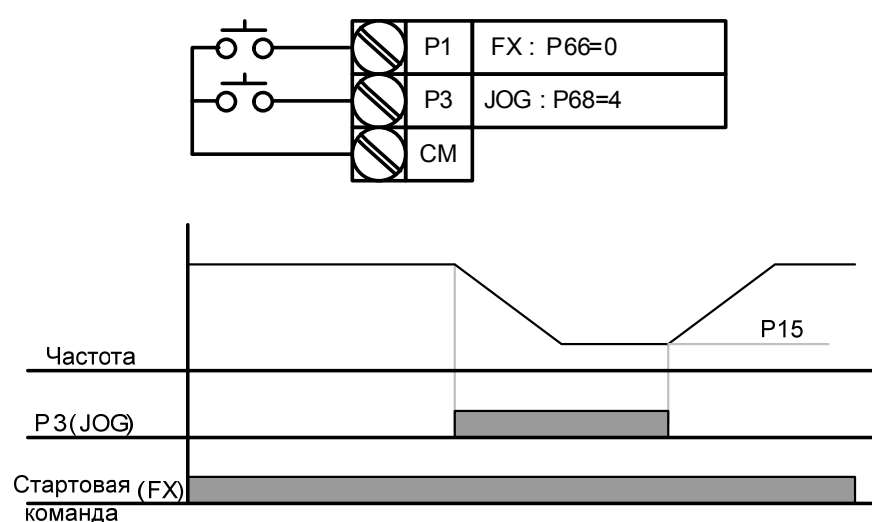 P1 FX : P66=0
P3 JOG : P68=4
CM
P15
Частота
P3(JOG)
Стартовая (FX)
команда